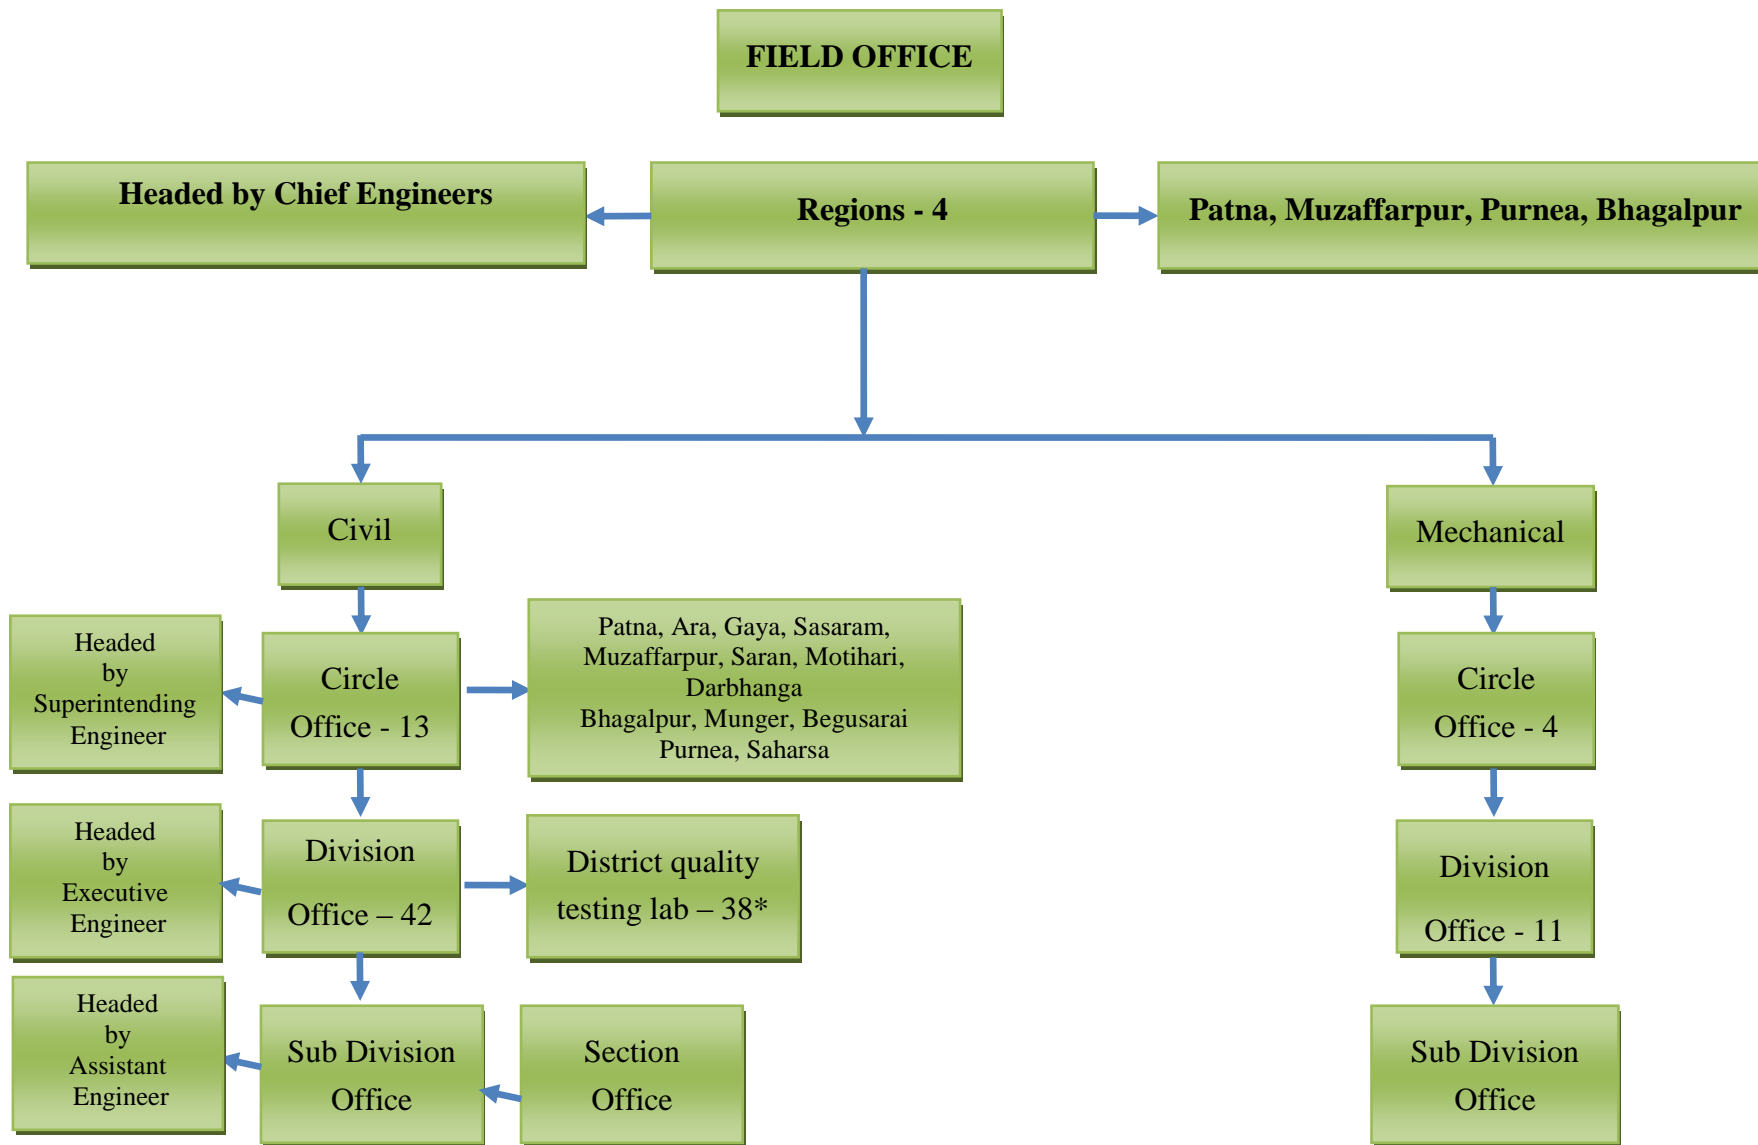 FIELD OFFICE
Headed by Chief Engineers
Regions - 4
Patna, Muzaffarpur, Purnea, Bhagalpur
Civil
Mechanical
Headed
by
Superintending
Engineer
Circle
Office - 13
Patna, Ara, Gaya, Sasaram,
Muzaffarpur, Saran, Motihari,
Darbhanga
Bhagalpur, Munger, Begusarai
Purnea, Saharsa
Circle
Office - 4
Headed
by
Executive
Engineer
Division
Office – 42
District quality
testing lab – 38*
Division
Office - 11
Headed
by
Assistant
Engineer
Sub Division
Office
Section
Office
Sub Division
Office